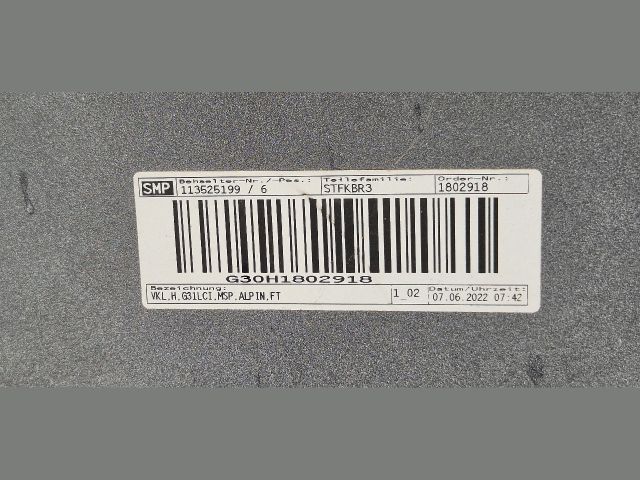 SMP Behaelter-Nr./-Pos.: Teilefamilie: Order-Nr.:
113525199 / 6 STFKBR3 1802918
G30H1802918
Bezeichnung: Datum/Uhrzeit:
VKL,H,G31LCI,MSP,ALPIN,FT 1_02 07.06.2022 07:42